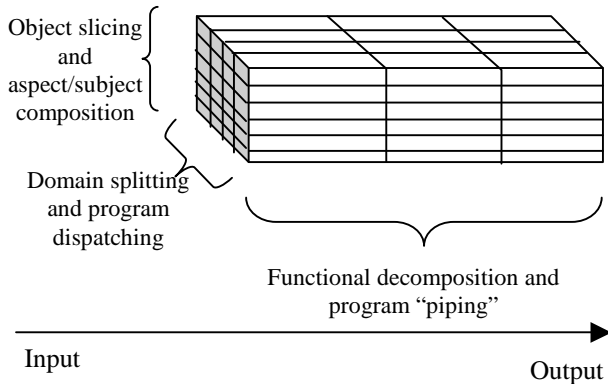 Object slicing
and
aspect/subject
composition
Domain splitting
and program
dispatching
Functional decomposition and
program “piping”
Input
Output